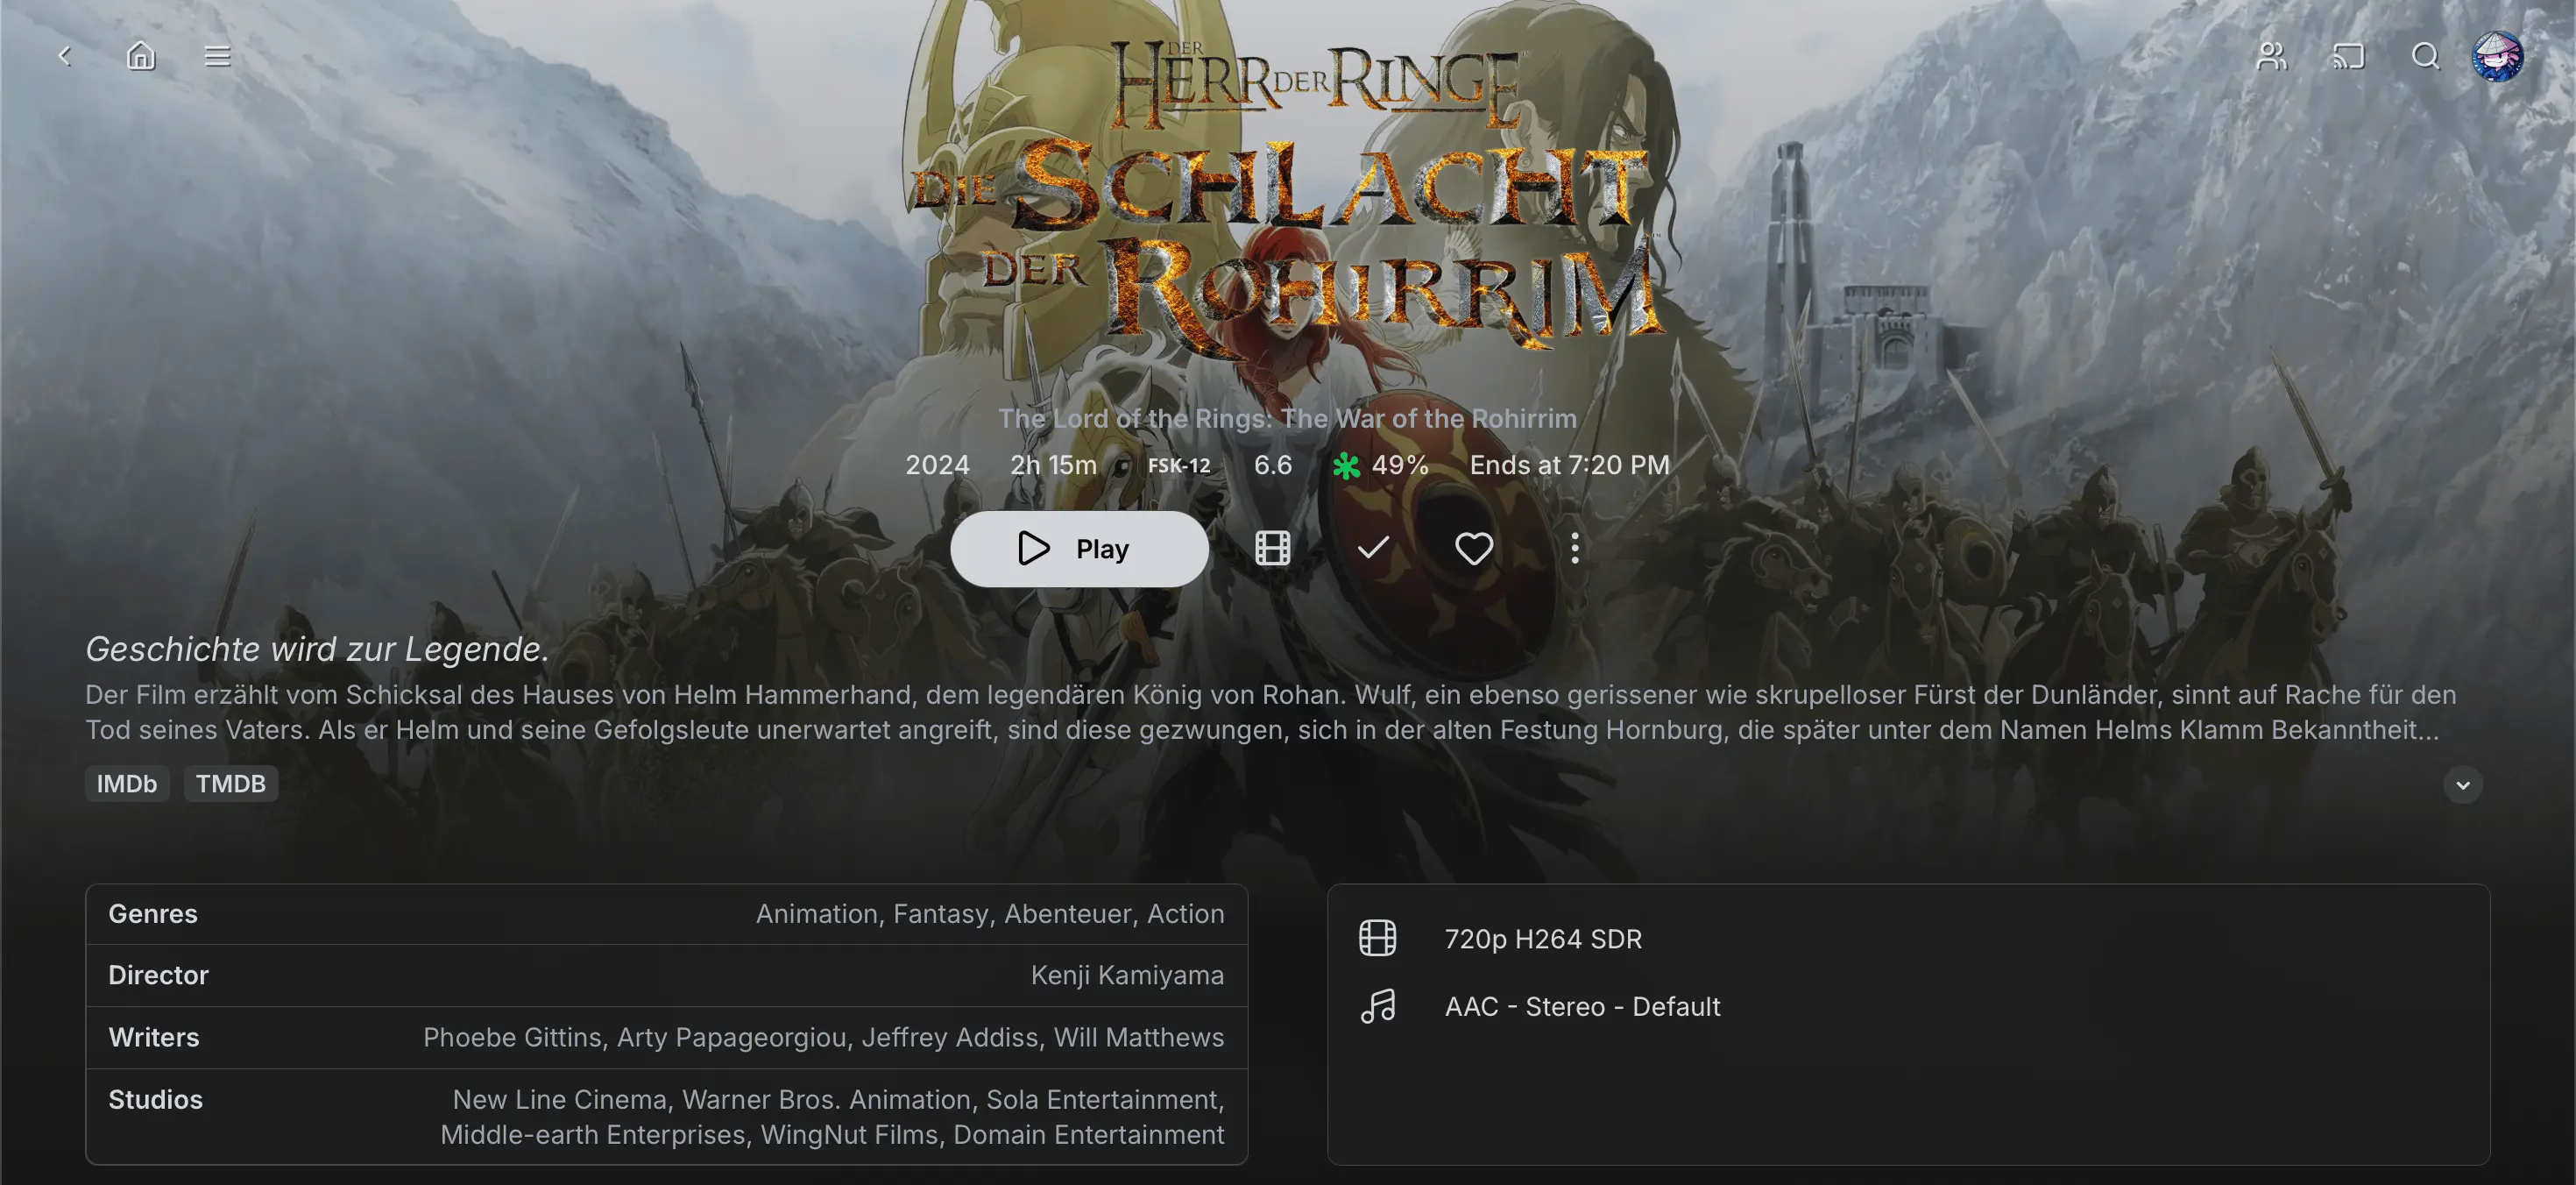 DER
HERR DER RINGE™
DIE SCHLACHT
DER ROHIRRIM™
The Lord of the Rings: The War of the Rohirrim
2024 2h 15m FSK-12 6.6 49% Ends at 7:20 PM
Play
Geschichte wird zur Legende.
Der Film erzählt vom Schicksal des Hauses von Helm Hammerhand, dem legendären König von Rohan. Wulf, ein ebenso gerissener wie skrupelloser Fürst der Dunländer, sinnt auf Rache für den
Tod seines Vaters. Als er Helm und seine Gefolgsleute unerwartet angreift, sind diese gezwungen, sich in der alten Festung Hornburg, die später unter dem Namen Helms Klamm Bekanntheit...
IMDb TMDB
Genres Animation, Fantasy, Abenteuer, Action
Director Kenji Kamiyama
Writers Phoebe Gittins, Arty Papageorgiou, Jeffrey Addiss, Will Matthews
Studios New Line Cinema, Warner Bros. Animation, Sola Entertainment,
Middle-earth Enterprises, WingNut Films, Domain Entertainment
720p H264 SDR
AAC - Stereo - Default